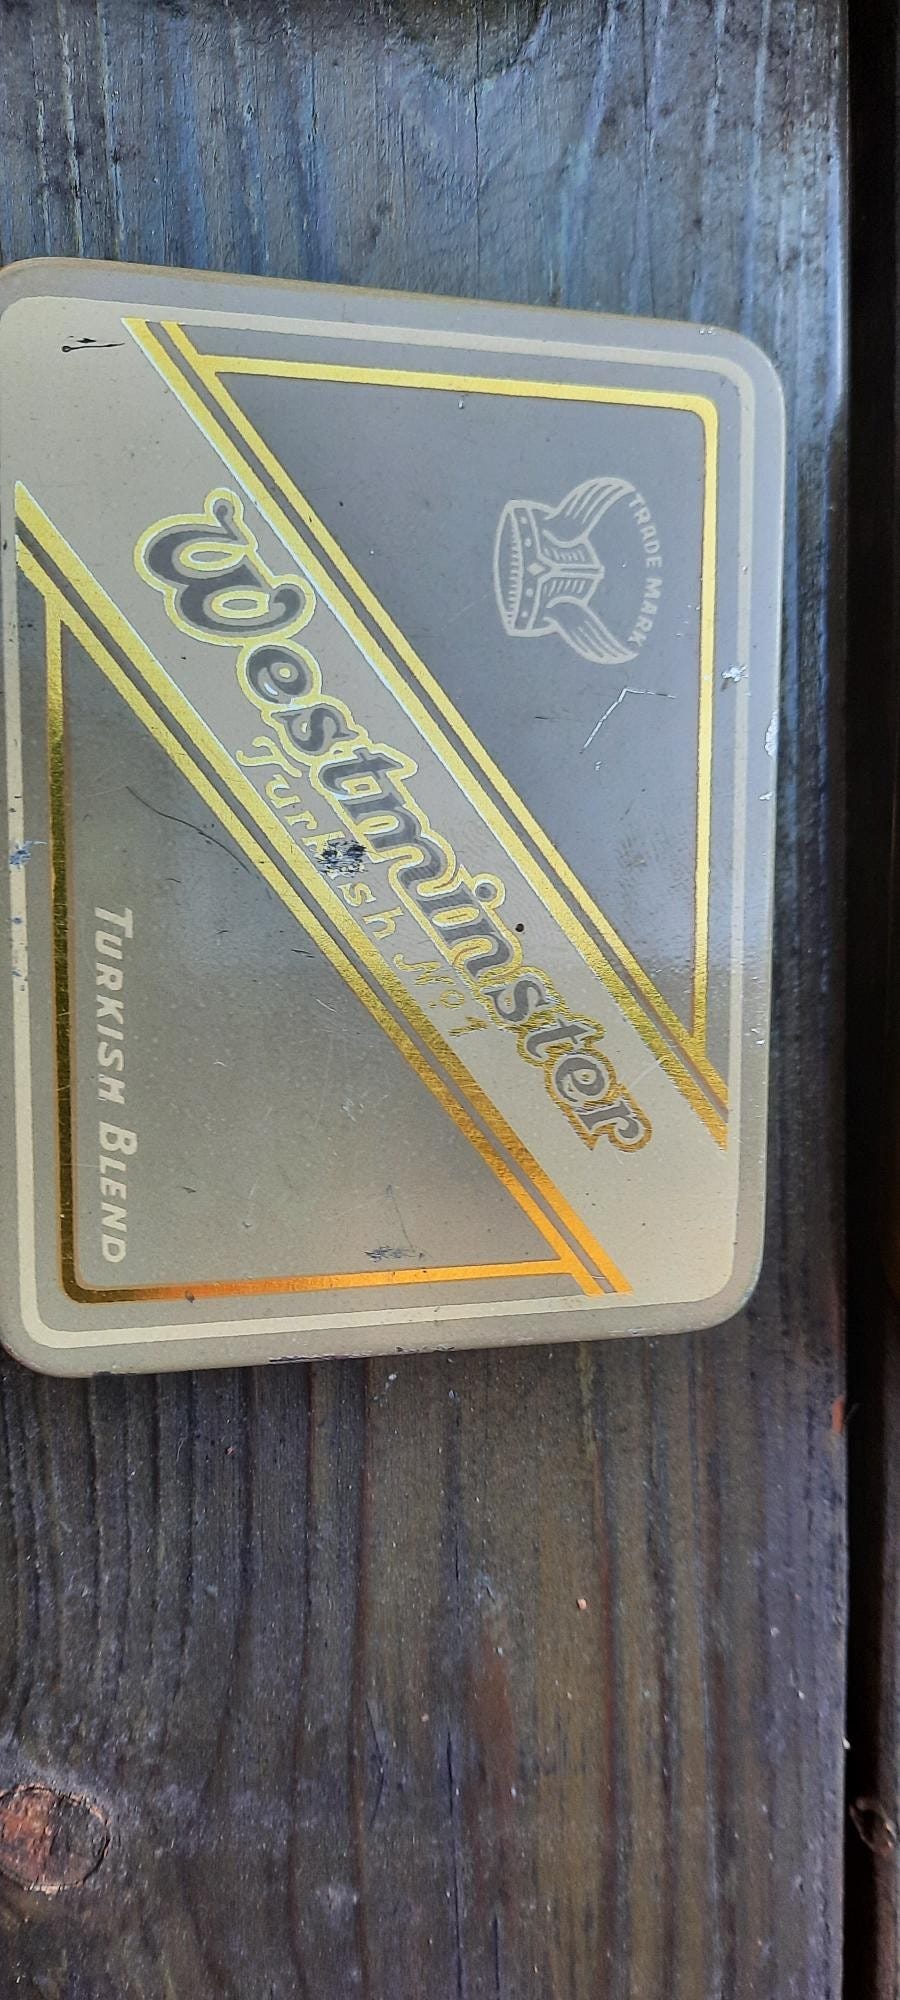 TRADE MARK
Westminster
Turkish No 1
TURKISH BLEND